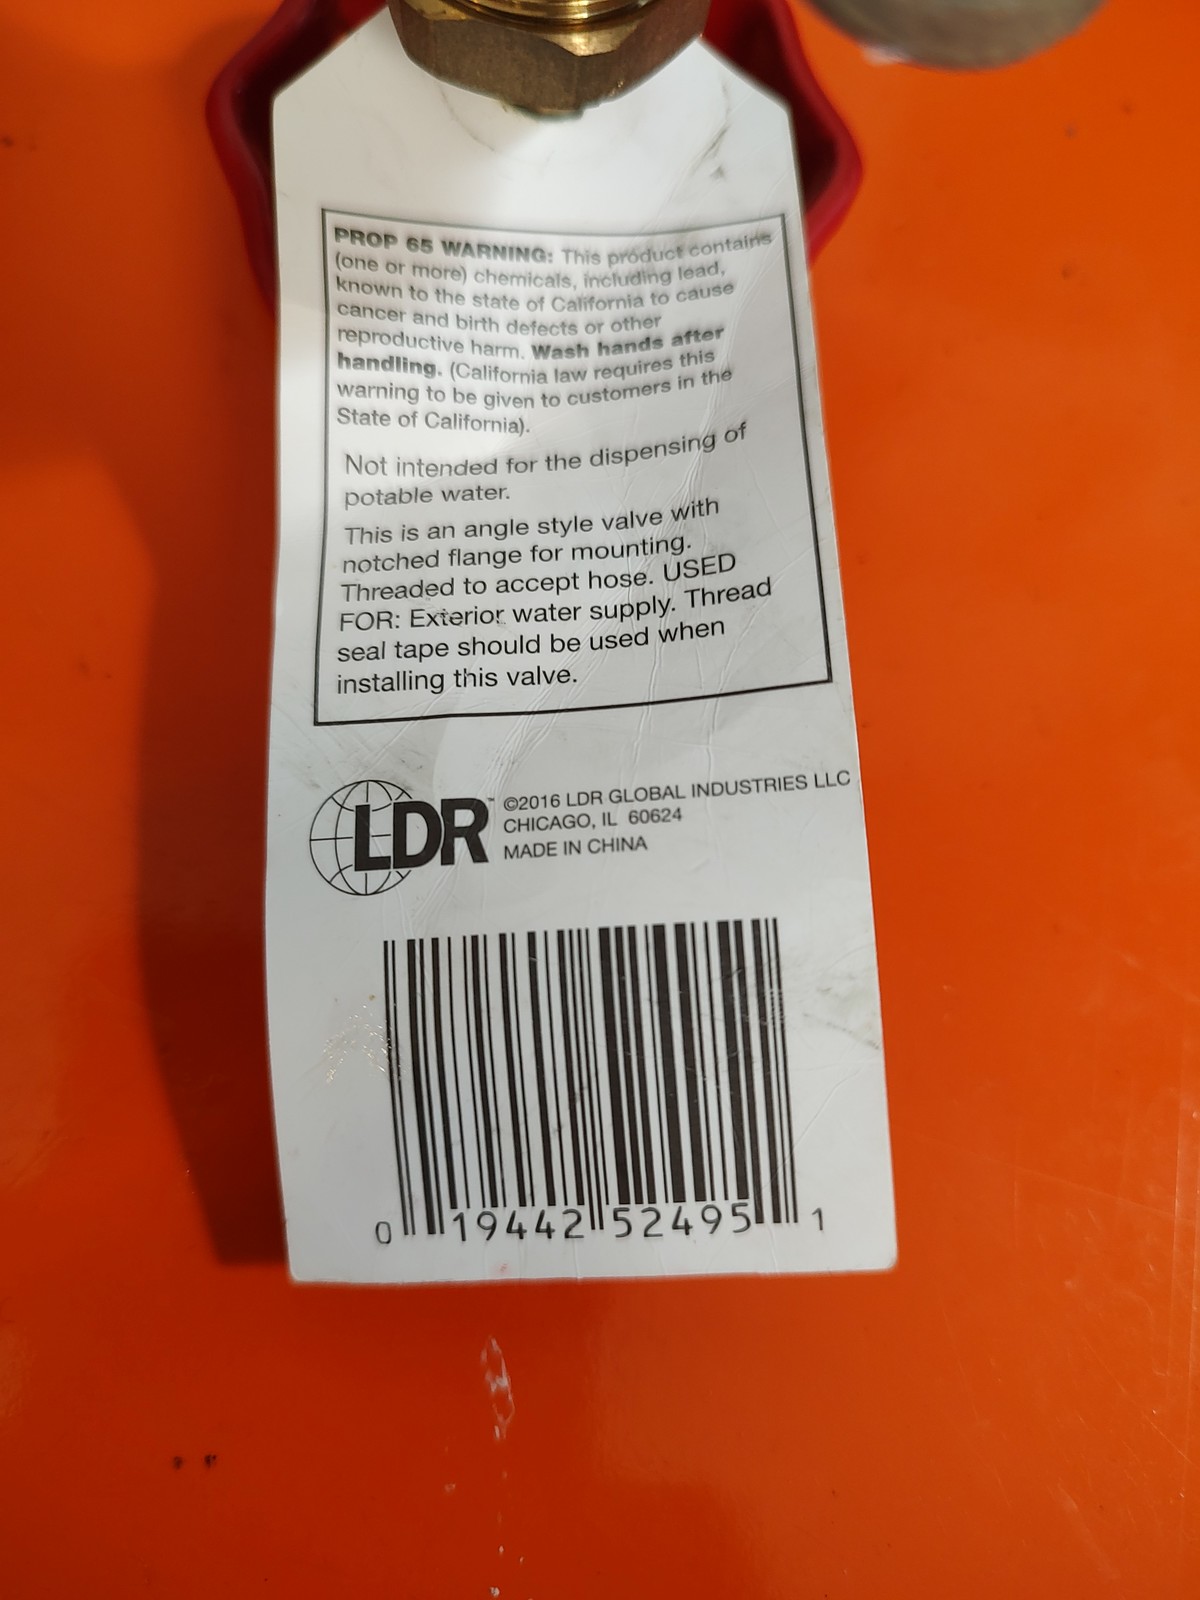 PROP 65 WARNING: This product contains
(one or more) chemicals, including lead,
known to the state of California to cause
cancer and birth defects or other
reproductive harm. Wash hands after
handling. (California law requires this
warning to be given to customers in the
State of California).
Not intended for the dispensing of
potable water.
This is an angle style valve with
notched flange for mounting.
Threaded to accept hose. USED
FOR: Exterior water supply. Thread
seal tape should be used when
installing this valve.
LDR™ ©2016 LDR GLOBAL INDUSTRIES LLC
CHICAGO, IL 60624
MADE IN CHINA
0 19442 52495 1